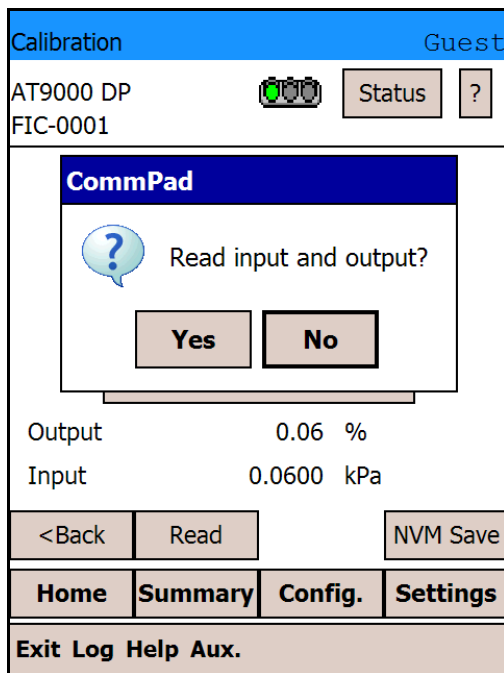 Calibration Guest
AT9000 DP Status ?
FIC-0001
CommPad
? Read input and output?
Yes No
Output 0.06 %
Input 0.0600 kPa
<Back Read NVM Save
Home Summary Config. Settings
Exit Log Help Aux.